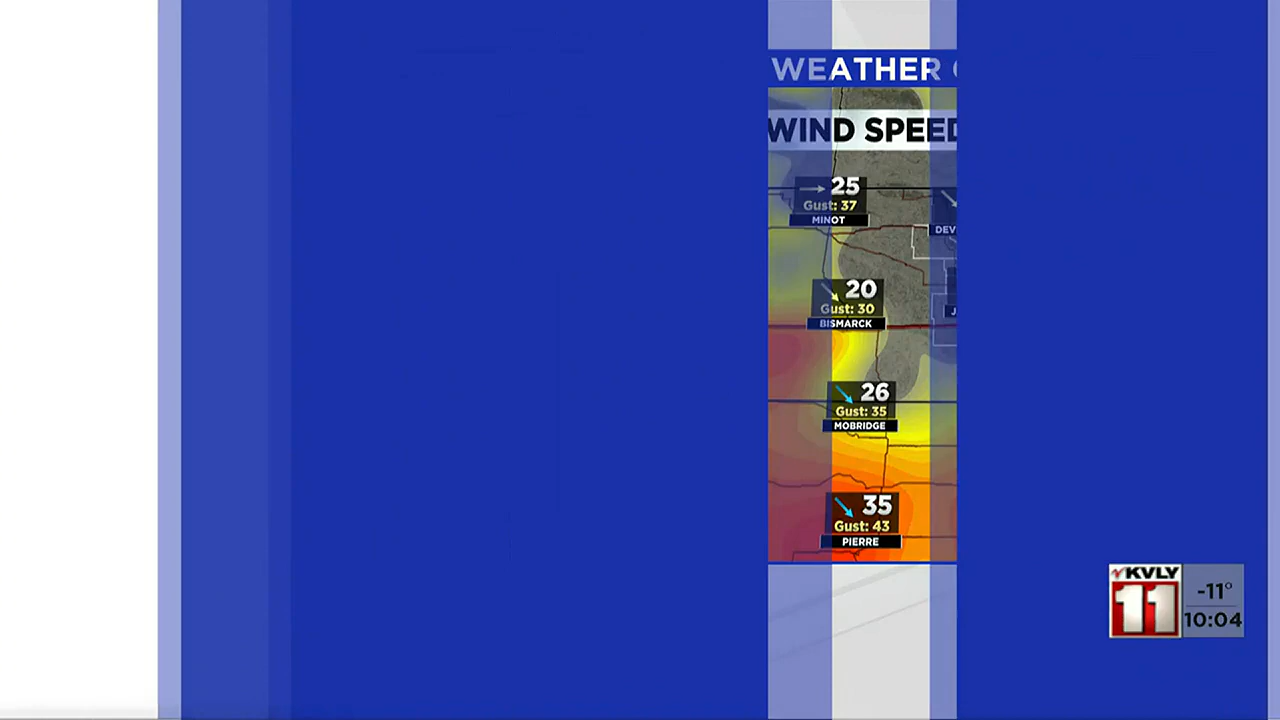 WEATHER
WIND SPEED
25
Gust: 37
MINOT
DEV
20
Gust: 30
BISMARCK
J
26
Gust: 35
MOBRIDGE
35
Gust: 43
PIERRE
KVLY
11
-11°
10:04